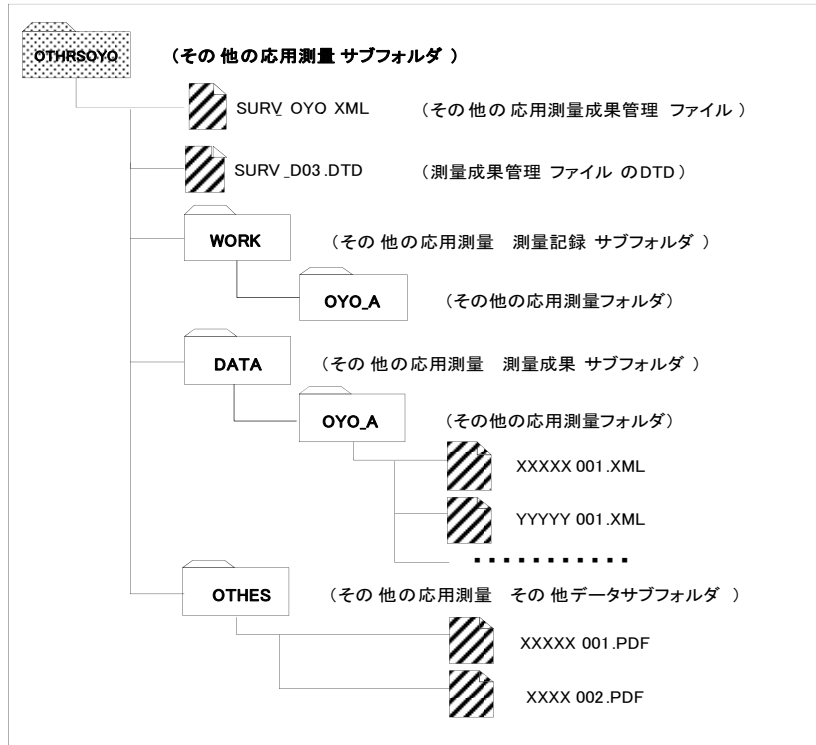 OTHRSOYO （その他の応用測量サブフォルダ）
SURV_OYO XML （その他の応用測量成果管理 ファイル）
SURV_D03.DTD （測量成果管理 ファイル のDTD）
WORK （その他の応用測量　測量記録 サブフォルダ）
OYO_A （その他の応用測量フォルダ）
DATA （その他の応用測量　測量成果 サブフォルダ）
OYO_A （その他の応用測量フォルダ）
XXXXX 001.XML
YYYYY 001.XML
・・・・・・・・・・・
OTHES （その他の応用測量　その他データサブフォルダ）
XXXXX 001.PDF
XXXX 002.PDF